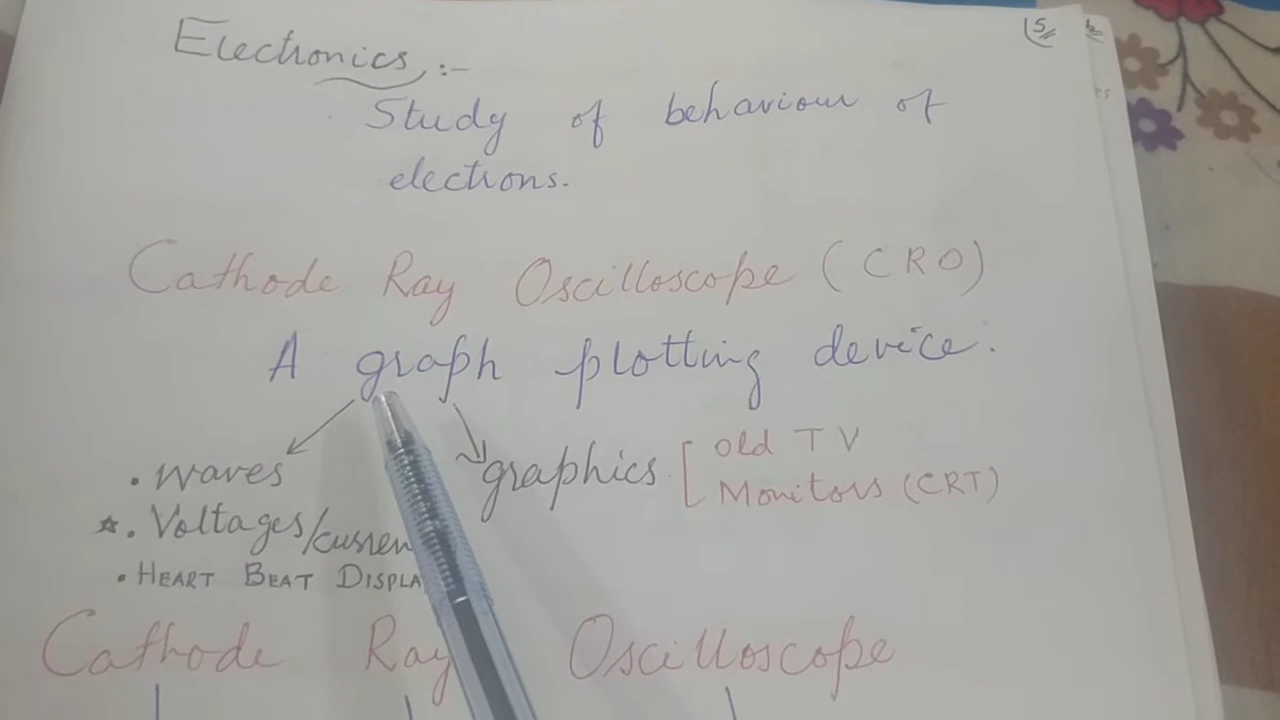 Electronics :-
Study of behaviour of
electrons.
Cathode Ray Oscilloscope (CRO)
A graph plotting device.
. waves
graphics [ Old TV
Monitors (CRT)
* . Voltages/
. HEART BEAT
Cathode Ray Oscilloscope